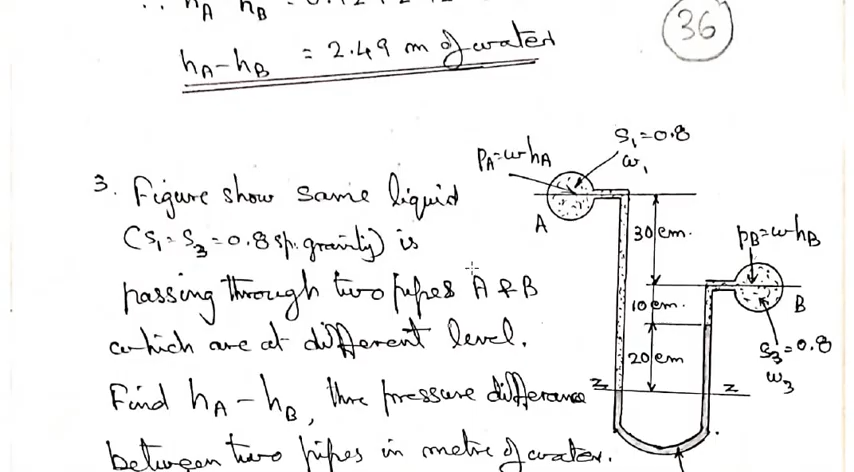 ∴ hA hB
hA-hB = 2.49 m of water
36
3. Figure show same liquid
(S1=S3=0.8 sp. gravity) is
passing through two pipes A & B
which are at different level.
Find hA - hB, the pressure difference
between two pipes in metre of water.
PA=whA
S1=0.8
w1
A
30 cm.
PB=whB
10 cm.
B
20 cm
S3=0.8
w3
Z
Z